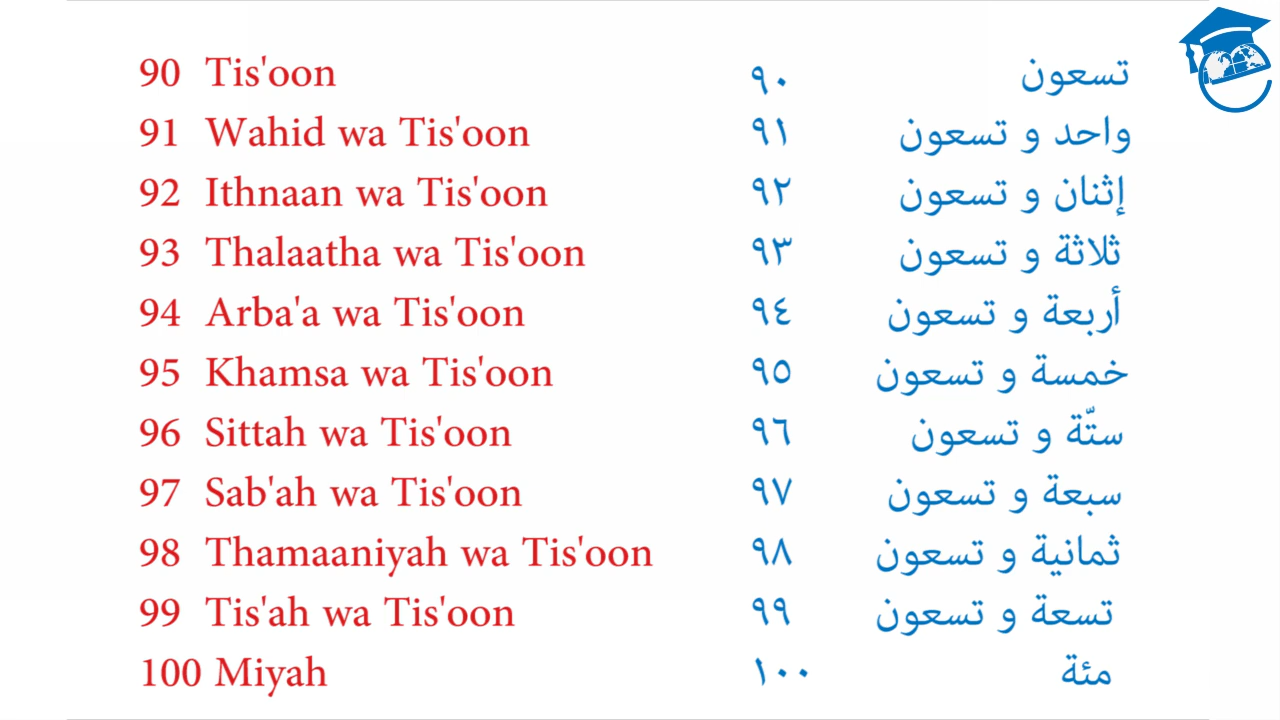 90 Tis'oon ٩٠ تسعون
91 Wahid wa Tis'oon ٩١ واحد و تسعون
92 Ithnaan wa Tis'oon ٩٢ إثنان و تسعون
93 Thalaatha wa Tis'oon ٩٣ ثلاثة و تسعون
94 Arba'a wa Tis'oon ٩٤ أربعة و تسعون
95 Khamsa wa Tis'oon ٩٥ خمسة و تسعون
96 Sittah wa Tis'oon ٩٦ ستّة و تسعون
97 Sab'ah wa Tis'oon ٩٧ سبعة و تسعون
98 Thamaaniyah wa Tis'oon ٩٨ ثمانية و تسعون
99 Tis'ah wa Tis'oon ٩٩ تسعة و تسعون
100 Miyah ١٠٠ مئة